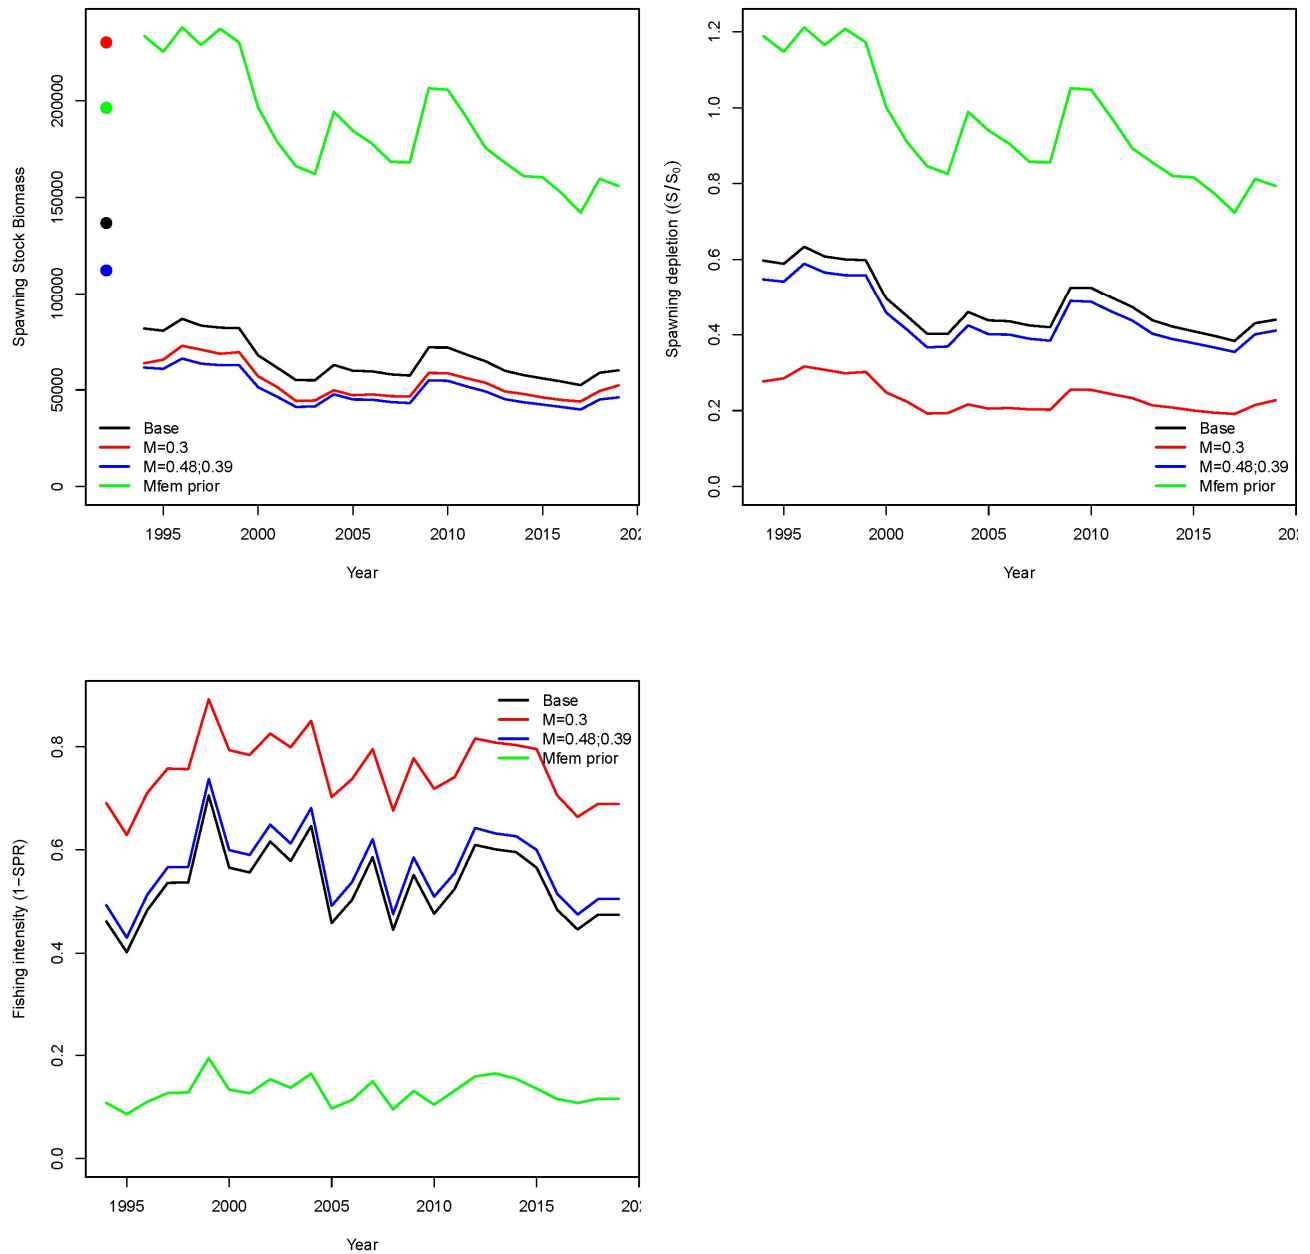 Spawning Stock Biomass
200000
150000
100000
50000
0
Base
M=0.3
M=0.48;0.39
Mfem prior
1995 2000 2005 2010 2015 202
Year
Spawning depletion ((S/S0)
1.2
1.0
0.8
0.6
0.4
0.2
0.0
Base
M=0.3
M=0.48;0.39
Mfem prior
1995 2000 2005 2010 2015 202
Year
Fishing intensity (1−SPR)
0.8
0.6
0.4
0.2
0.0
Base
M=0.3
M=0.48;0.39
Mfem prior
1995 2000 2005 2010 2015 202
Year